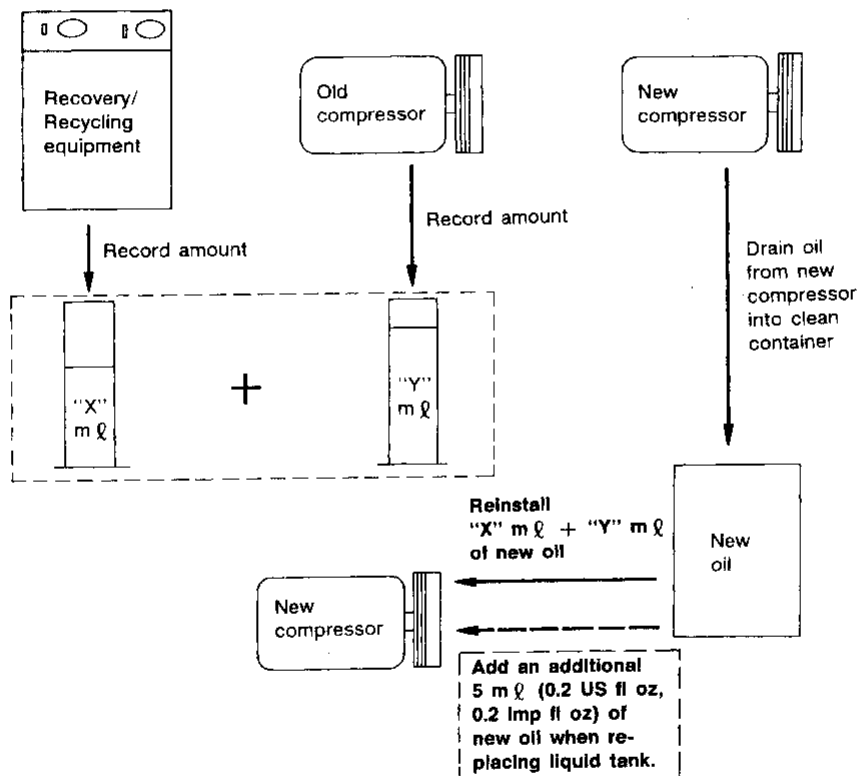 Recovery/
Recycling
equipment
Old
compressor
New
compressor
Record amount
Record amount
Drain oil
from new
compressor
into clean
container
"X"
mℓ
+
"Y"
mℓ
Reinstall
"X" mℓ + "Y" mℓ
of new oil
New
oil
New
compressor
Add an additional
5 mℓ (0.2 US fl oz,
0.2 Imp fl oz) of
new oil when re-
placing liquid tank.